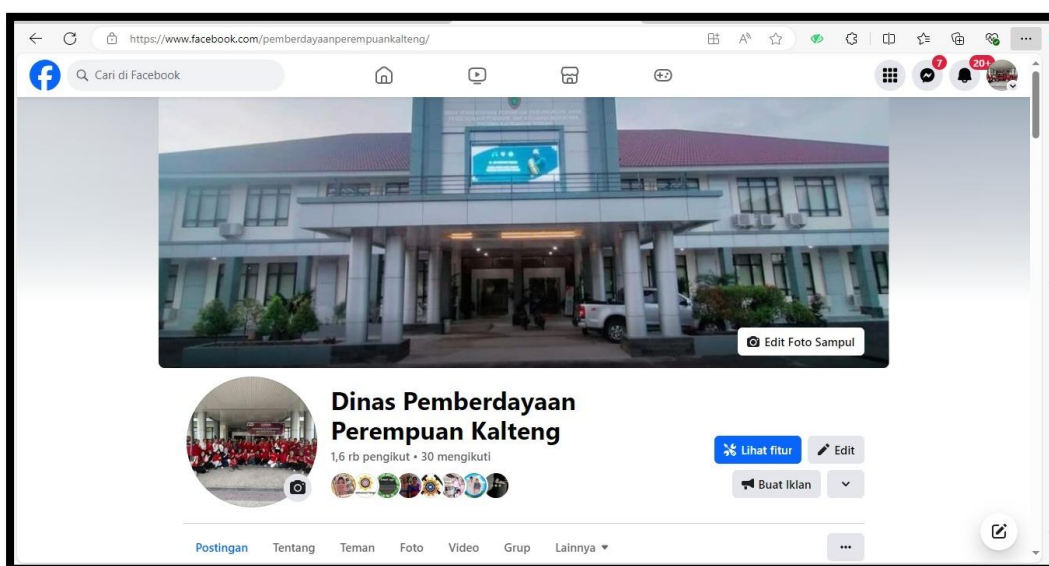 https://www.facebook.com/pemberdayaanperempuankalteng/
Cari di Facebook
7
20+
Edit Foto Sampul
Dinas Pemberdayaan
Perempuan Kalteng
1,6 rb pengikut • 30 mengikuti
Lihat fitur
Edit
Buat Iklan
Postingan Tentang Teman Foto Video Grup Lainnya